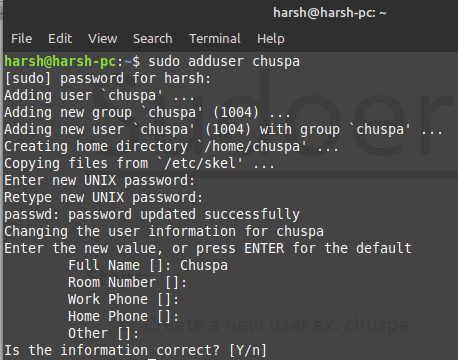 harsh@harsh-pc: ~
File Edit View Search Terminal Help
harsh@harsh-pc:~$ sudo adduser chuspa
[sudo] password for harsh:
Adding user `chuspa' ...
Adding new group `chuspa' (1004) ...
Adding new user `chuspa' (1004) with group `chuspa' ...
Creating home directory `/home/chuspa' ...
Copying files from `/etc/skel' ...
Enter new UNIX password:
Retype new UNIX password:
passwd: password updated successfully
Changing the user information for chuspa
Enter the new value, or press ENTER for the default
Full Name []: Chuspa
Room Number []:
Work Phone []:
Home Phone []:
Other []:
Create a new user ex, chuspa
Is the information correct? [Y/n]